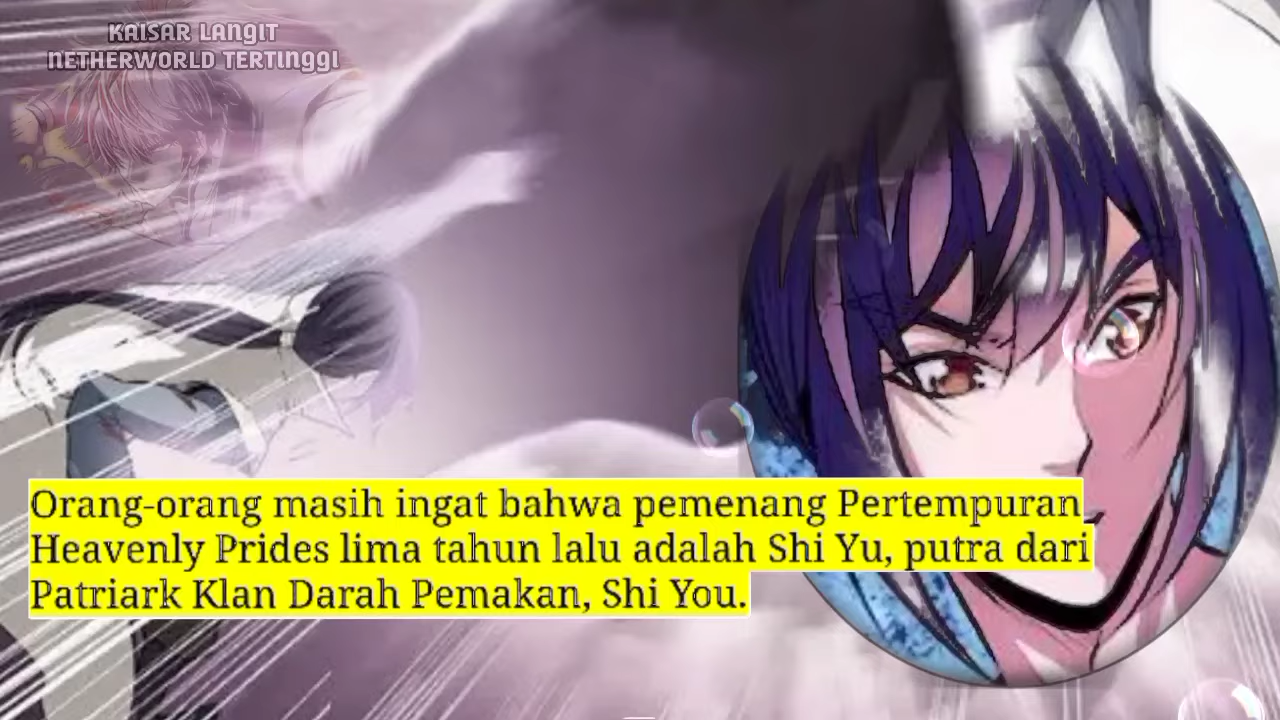 KAISAR LANGIT
NETHERWORLD TERTINGGI
Orang-orang masih ingat bahwa pemenang Pertempuran
Heavenly Prides lima tahun lalu adalah Shi Yu, putra dari
Patriark Klan Darah Pemakan, Shi You.